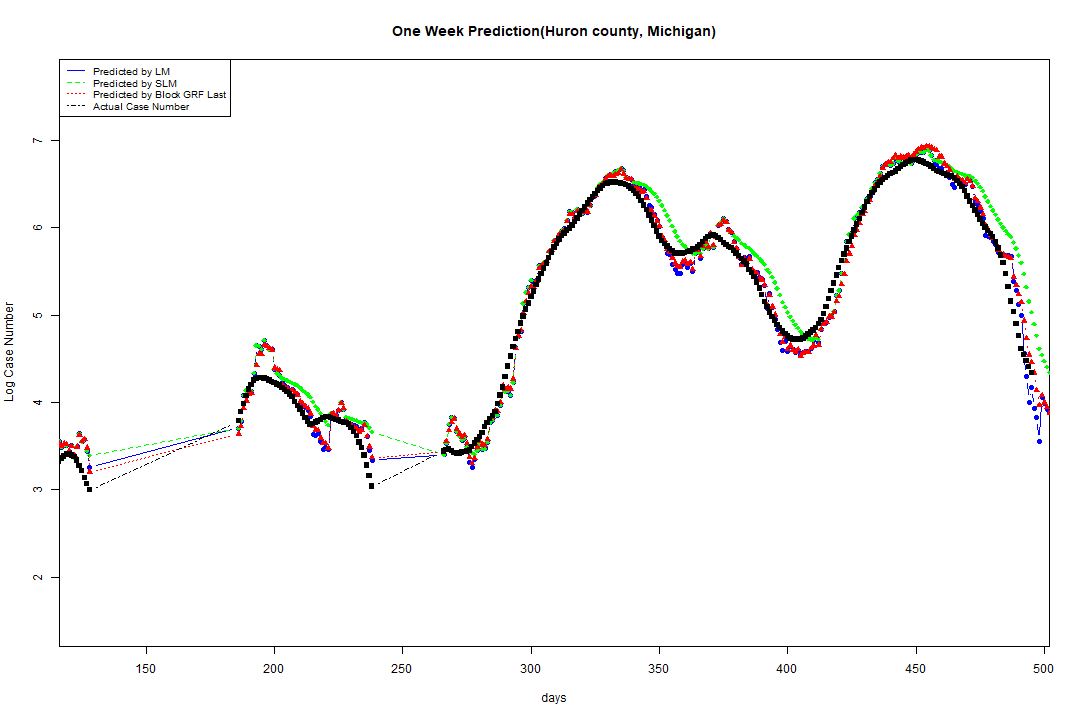 One Week Prediction(Huron county, Michigan)
Predicted by LM
Predicted by SLM
Predicted by Block GRF Last
Actual Case Number
Log Case Number
7
6
5
4
3
2
150 200 250 300 350 400 450 500
days